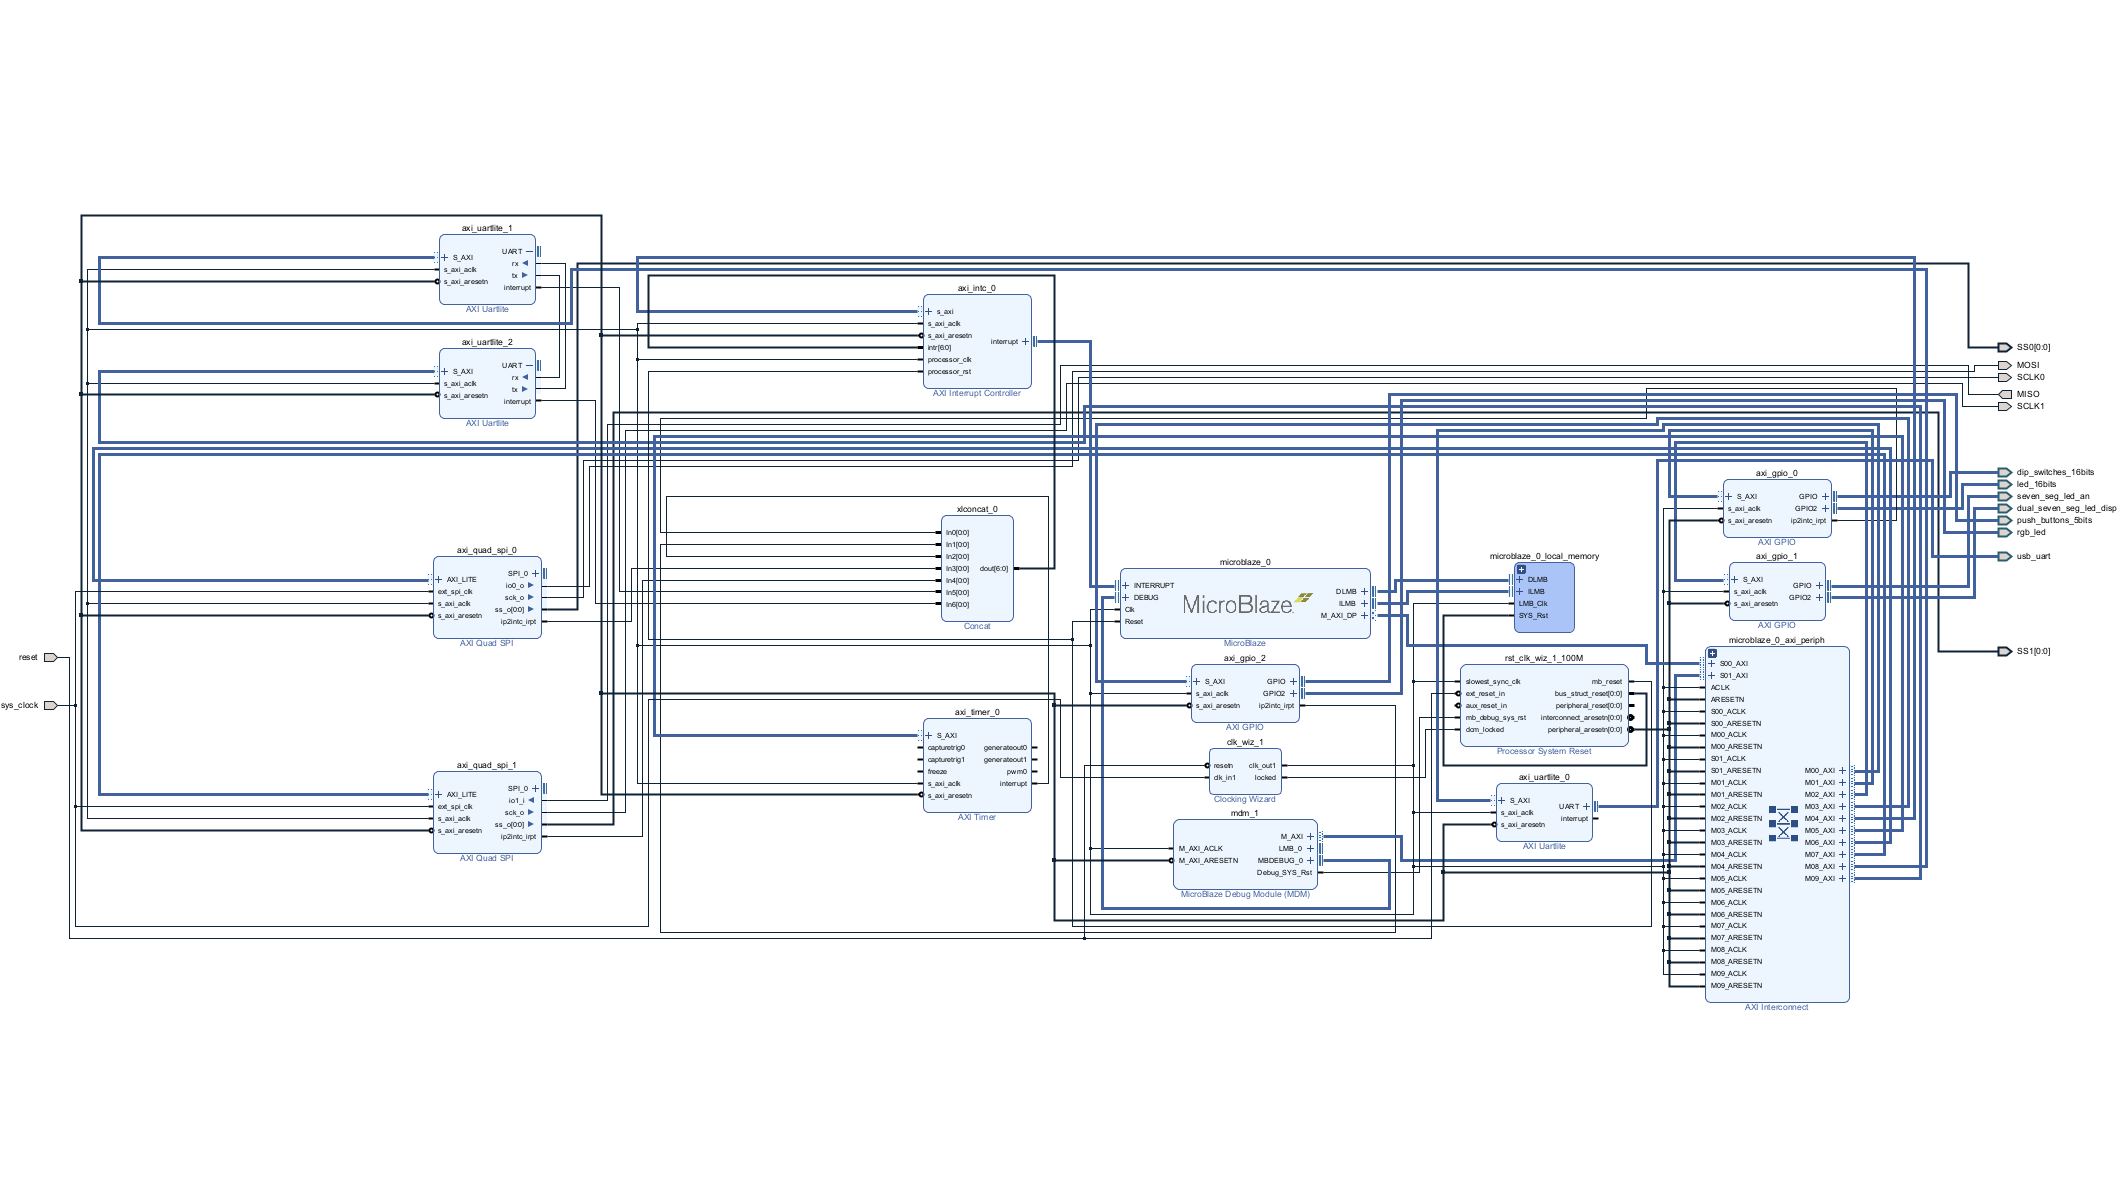 reset
sys_clock
axi_uartlite_1
S_AXI
s_axi_aclk
s_axi_aresetn
UART
rx
tx
interrupt
AXI Uartlite
axi_uartlite_2
S_AXI
s_axi_aclk
s_axi_aresetn
UART
rx
tx
interrupt
AXI Uartlite
axi_quad_spi_0
AXI_LITE
ext_spi_clk
s_axi_aclk
s_axi_aresetn
SPI_0
io0_o
sck_o
ss_o[0:0]
ip2intc_irpt
AXI Quad SPI
axi_quad_spi_1
AXI_LITE
ext_spi_clk
s_axi_aclk
s_axi_aresetn
SPI_0
io1_i
sck_o
ss_o[0:0]
ip2intc_irpt
AXI Quad SPI
axi_intc_0
s_axi
s_axi_aclk
s_axi_aresetn
intr[6:0]
processor_clk
processor_rst
interrupt
AXI Interrupt Controller
xlconcat_0
In0[0:0]
In1[0:0]
In2[0:0]
In3[0:0]
In4[0:0]
In5[0:0]
In6[0:0]
dout[6:0]
Concat
axi_timer_0
S_AXI
capturetrig0
capturetrig1
freeze
s_axi_aclk
s_axi_aresetn
generateout0
generateout1
pwm0
interrupt
AXI Timer
microblaze_0
INTERRUPT
DEBUG
Clk
Reset
MicroBlaze
DLMB
ILMB
M_AXI_DP
MicroBlaze
axi_gpio_2
S_AXI
s_axi_aclk
s_axi_aresetn
GPIO
GPIO2
ip2intc_irpt
AXI GPIO
clk_wiz_1
resetn
clk_in1
clk_out1
locked
Clocking Wizard
mdm_1
M_AXI_ACLK
M_AXI_ARESETN
M_AXI
LMB_0
MBDEBUG_0
Debug_SYS_Rst
MicroBlaze Debug Module (MDM)
microblaze_0_local_memory
DLMB
ILMB
LMB_Clk
SYS_Rst
rst_clk_wiz_1_100M
slowest_sync_clk
ext_reset_in
aux_reset_in
mb_debug_sys_rst
dcm_locked
mb_reset
bus_struct_reset[0:0]
peripheral_reset[0:0]
interconnect_aresetn[0:0]
peripheral_aresetn[0:0]
Processor System Reset
axi_uartlite_0
S_AXI
s_axi_aclk
s_axi_aresetn
UART
interrupt
AXI Uartlite
axi_gpio_0
S_AXI
s_axi_aclk
s_axi_aresetn
GPIO
GPIO2
ip2intc_irpt
AXI GPIO
axi_gpio_1
S_AXI
s_axi_aclk
s_axi_aresetn
GPIO
GPIO2
AXI GPIO
microblaze_0_axi_periph
S00_AXI
S01_AXI
ACLK
ARESETN
S00_ACLK
S00_ARESETN
M00_ACLK
M00_ARESETN
S01_ACLK
S01_ARESETN
M01_ACLK
M01_ARESETN
M02_ACLK
M02_ARESETN
M03_ACLK
M03_ARESETN
M04_ACLK
M04_ARESETN
M05_ACLK
M05_ARESETN
M06_ACLK
M06_ARESETN
M07_ACLK
M07_ARESETN
M08_ACLK
M08_ARESETN
M09_ACLK
M09_ARESETN
M00_AXI
M01_AXI
M02_AXI
M03_AXI
M04_AXI
M05_AXI
M06_AXI
M07_AXI
M08_AXI
M09_AXI
AXI Interconnect
SS0[0:0]
MOSI
SCLK0
MISO
SCLK1
dip_switches_16bits
led_16bits
seven_seg_led_an
dual_seven_seg_led_disp
push_buttons_5bits
rgb_led
usb_uart
SS1[0:0]